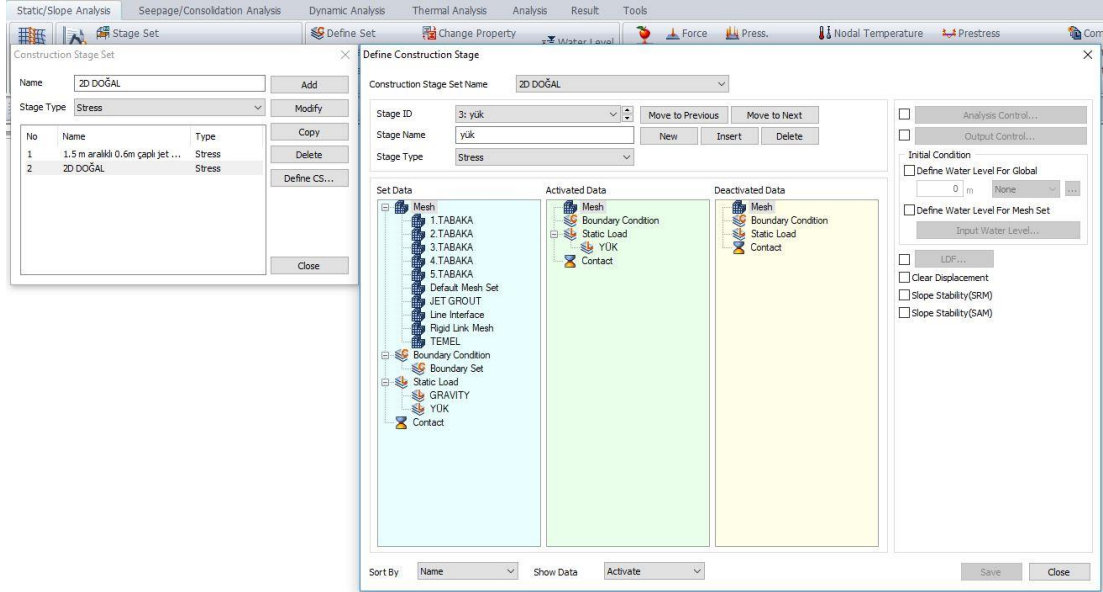 Static/Slope Analysis Seepage/Consolidation Analysis Dynamic Analysis Thermal Analysis Analysis Result Tools
Stage Set Define Set Change Property Water Level Force Press. Nodal Temperature Prestress
Construction Stage Set
Name 2D DOĞAL Add
Stage Type Stress Modify
No Name Type Copy
1 1.5 m aralıklı 0.6m çaplı jet ... Stress Delete
2 2D DOĞAL Stress
Define CS...
Close
Define Construction Stage
Construction Stage Set Name 2D DOĞAL
Stage ID 3: yük Move to Previous Move to Next
Stage Name yük New Insert Delete
Stage Type Stress
Set Data
Mesh
1.TABAKA
2.TABAKA
3.TABAKA
4.TABAKA
5.TABAKA
Default Mesh Set
JET GROUT
Line Interface
Rigid Link Mesh
TEMEL
Boundary Condition
Boundary Set
Static Load
GRAVITY
YÜK
Contact
Activated Data
Mesh
Boundary Condition
Static Load
YÜK
Contact
Deactivated Data
Mesh
Boundary Condition
Static Load
Contact
Analysis Control...
Output Control...
Initial Condition
Define Water Level For Global
0 m None ...
Define Water Level For Mesh Set
Input Water Level...
LDF...
Clear Displacement
Slope Stability(SRM)
Slope Stability(SAM)
Sort By Name Show Data Activate Save Close